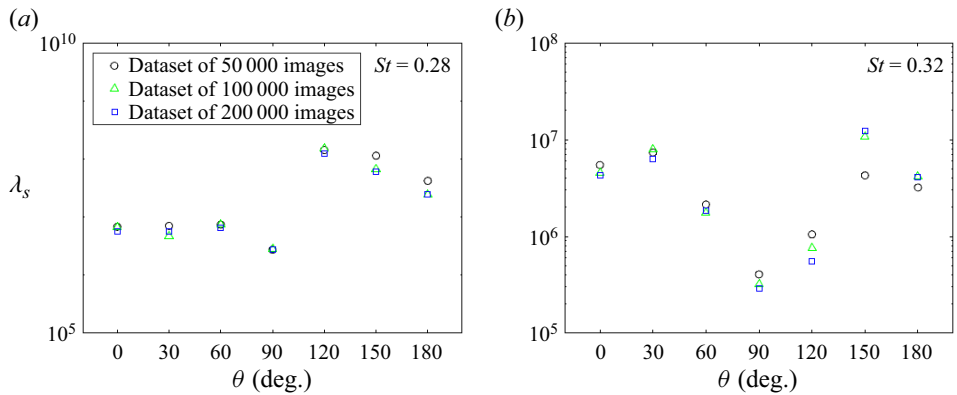 (a)
10^10
Dataset of 50 000 images
Dataset of 100 000 images
Dataset of 200 000 images
St = 0.28
λs
10^5
0 30 60 90 120 150 180
θ (deg.)
(b)
10^8
St = 0.32
10^7
10^6
10^5
0 30 60 90 120 150 180
θ (deg.)